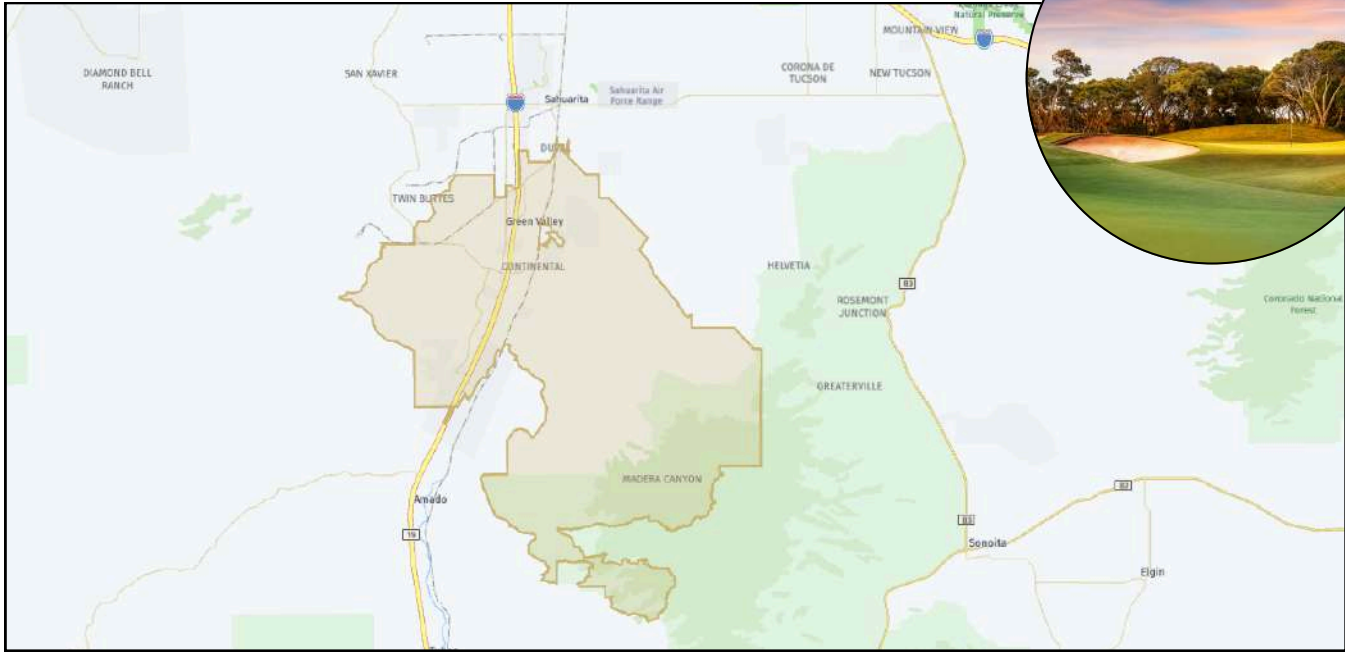 Natural Preserve
MOUNTAIN VIEW
DIAMOND BELL
RANCH
SAN XAVIER
CORONA DE
TUCSON
NEW TUCSON
Sahuarita
Sahuarita Air
Force Range
TWIN BUTTES
Green Valley
CONTINENTAL
HELVETIA
83
ROSEMONT
JUNCTION
Coronado National
Forest
GREATERVILLE
MADERA CANYON
82
Amado
83
19
Sonoita
Elgin